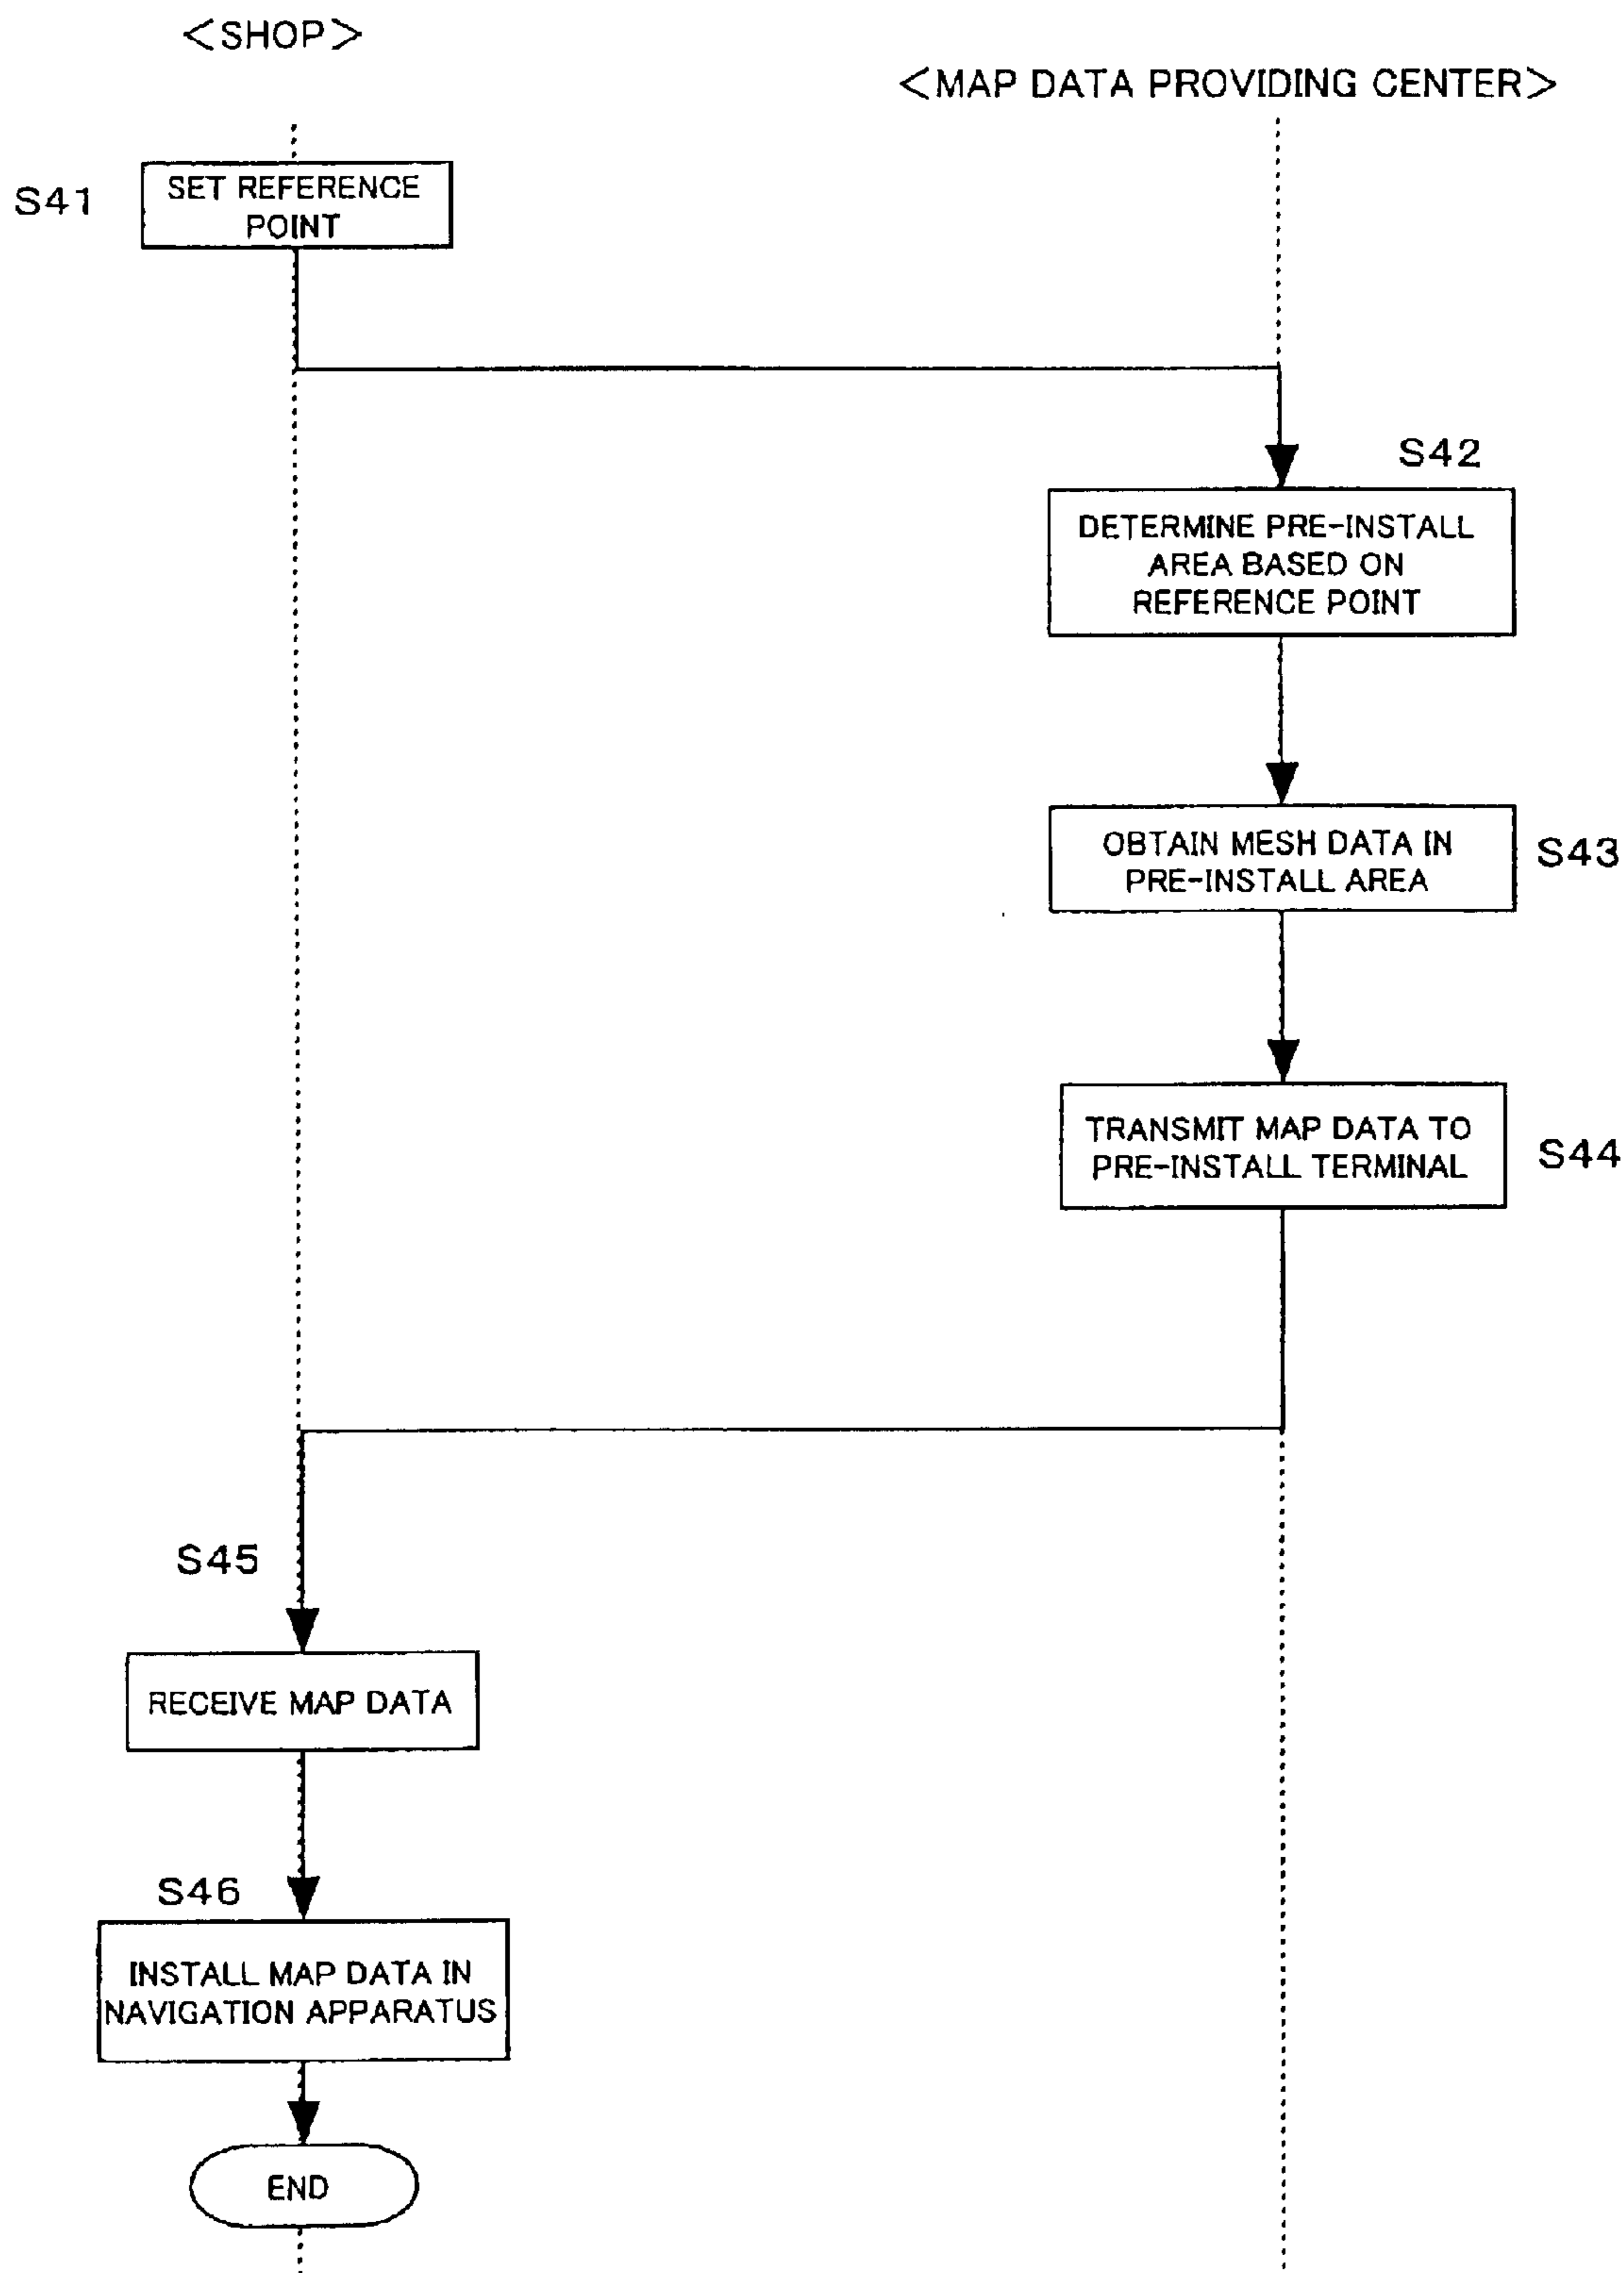 <SHOP>
<MAP DATA PROVIDING CENTER>
S41
SET REFERENCE
POINT
S42
DETERMINE PRE-INSTALL
AREA BASED ON
REFERENCE POINT
OBTAIN MESH DATA IN
PRE-INSTALL AREA
S43
TRANSMIT MAP DATA TO
PRE-INSTALL TERMINAL
S44
S45
RECEIVE MAP DATA
S46
INSTALL MAP DATA IN
NAVIGATION APPARATUS
END